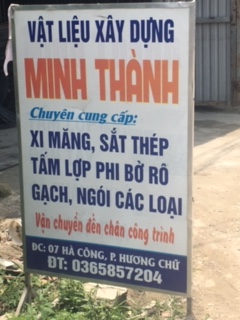 VẬT LIỆU XÂY DỰNG
MINH THÀNH
Chuyên cung cấp:
XI MĂNG, SẮT THÉP
TẤM LỢP PHI BỜ RÔ
GẠCH, NGÓI CÁC LOẠI
Vận chuyển đến chân công trình
ĐC: 07 HÀ CÔNG, P. HƯƠNG CHỮ
ĐT: 0365857204